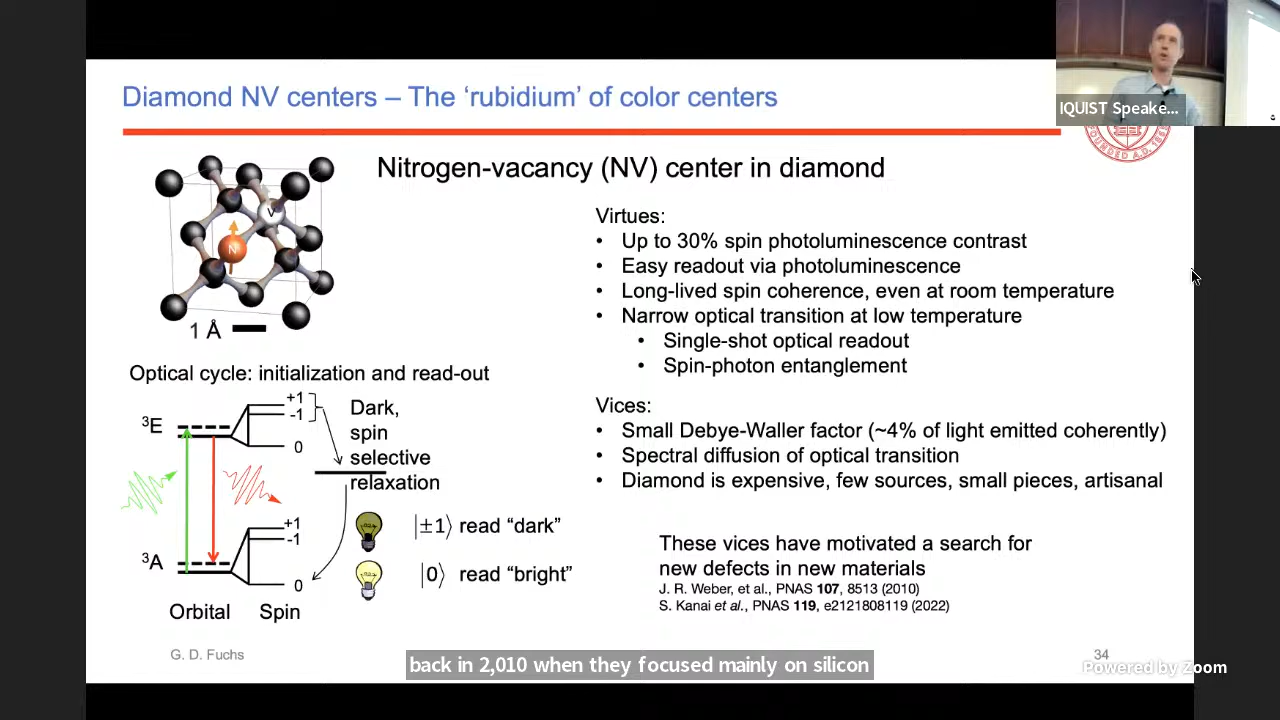 IQUIST Speake...
Diamond NV centers – The ‘rubidium’ of color centers
Nitrogen-vacancy (NV) center in diamond
V
N
1 Å
Virtues:
• Up to 30% spin photoluminescence contrast
• Easy readout via photoluminescence
• Long-lived spin coherence, even at room temperature
• Narrow optical transition at low temperature
• Single-shot optical readout
• Spin-photon entanglement
Optical cycle: initialization and read-out
³E
+1
-1
0
Dark,
spin
selective
relaxation
³A
+1
-1
0
Orbital Spin
|±1⟩ read “dark”
|0⟩ read “bright”
Vices:
• Small Debye-Waller factor (~4% of light emitted coherently)
• Spectral diffusion of optical transition
• Diamond is expensive, few sources, small pieces, artisanal
These vices have motivated a search for
new defects in new materials
J. R. Weber, et al., PNAS 107, 8513 (2010)
S. Kanai et al., PNAS 119, e2121808119 (2022)
G. D. Fuchs
back in 2,010 when they focused mainly on silicon
34
Powered by Zoom